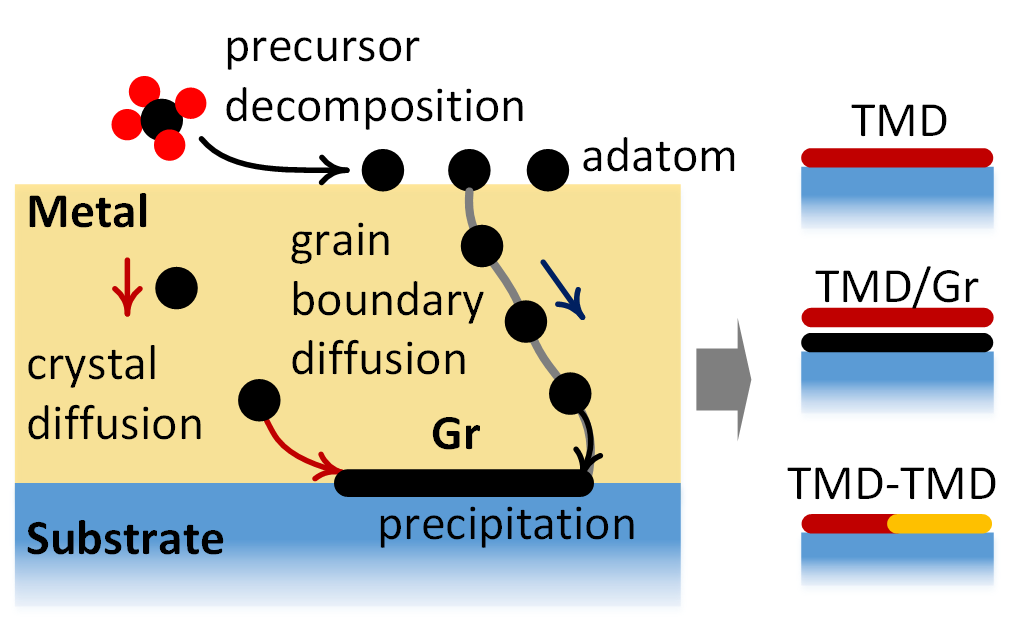 precursor
decomposition
adatom
Metal
grain
boundary
diffusion
crystal
diffusion
Gr
precipitation
Substrate
TMD
TMD/Gr
TMD-TMD